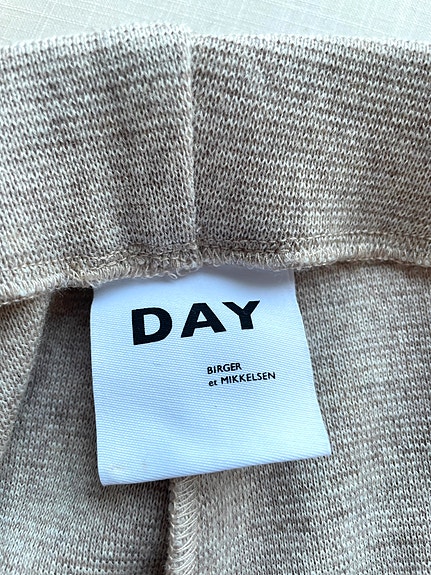 DAY
BIRGER
et MIKKELSEN